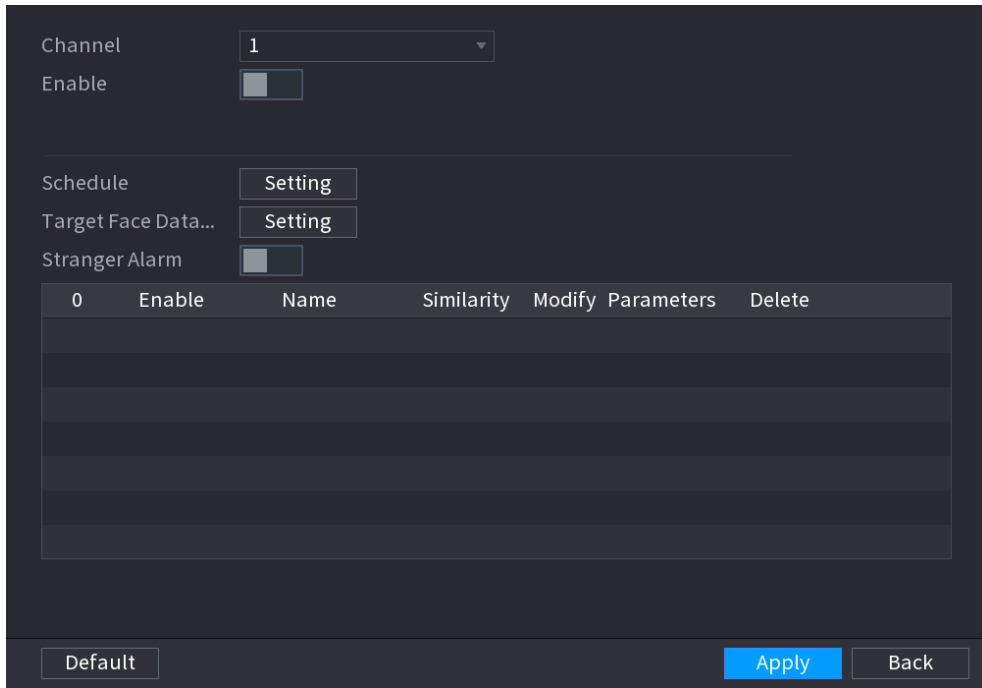 Channel 1
Enable
Schedule Setting
Target Face Data... Setting
Stranger Alarm
0 Enable Name Similarity Modify Parameters Delete
Default Apply Back